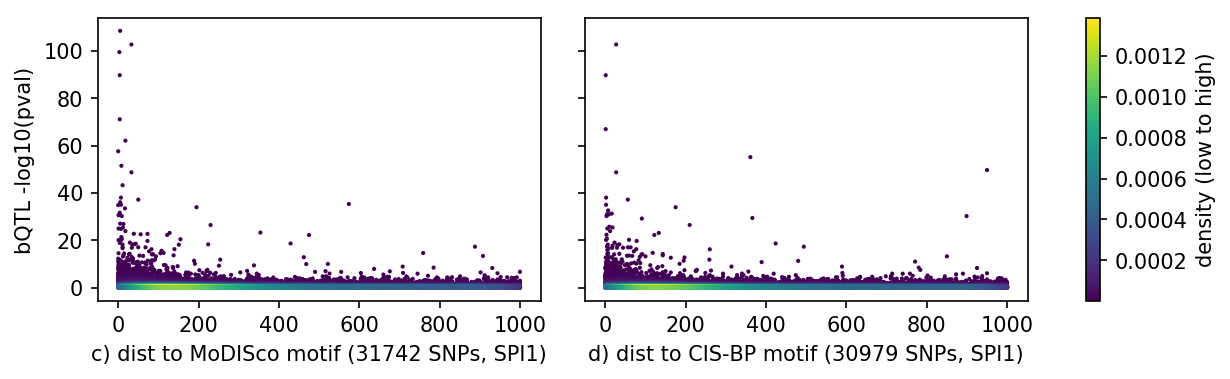 bQTL -log10(pval)
100
80
60
40
20
0
0 200 400 600 800 1000
c) dist to MoDISco motif (31742 SNPs, SPI1)
0 200 400 600 800 1000
d) dist to CIS-BP motif (30979 SNPs, SPI1)
0.0012
0.0010
0.0008
0.0006
0.0004
0.0002
density (low to high)